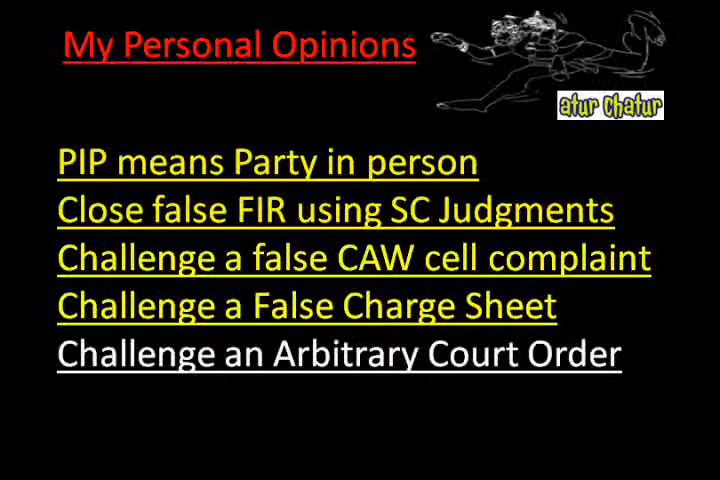 My Personal Opinions
atur chatur
PIP means Party in person
Close false FIR using SC Judgments
Challenge a false CAW cell complaint
Challenge a False Charge Sheet
Challenge an Arbitrary Court Order